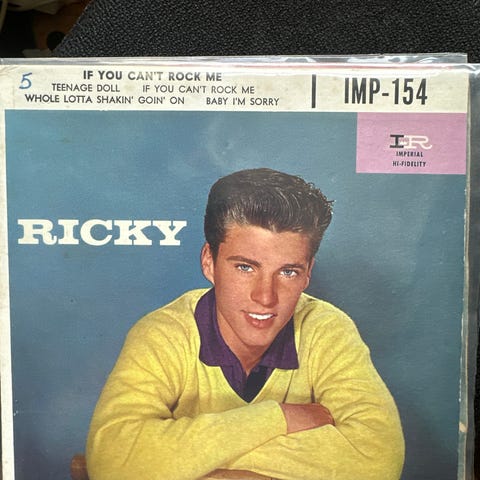 5
IF YOU CAN'T ROCK ME
TEENAGE DOLL IF YOU CAN'T ROCK ME
WHOLE LOTTA SHAKIN' GOIN' ON BABY I'M SORRY
IMP-154
IR
IMPERIAL
HI-FIDELITY
RICKY